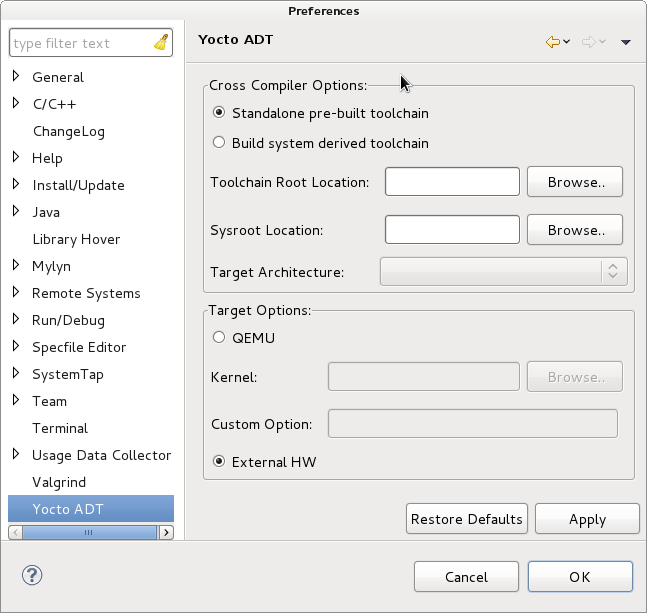 Preferences
type filter text
General
C/C++
ChangeLog
Help
Install/Update
Java
Library Hover
Mylyn
Remote Systems
Run/Debug
Specfile Editor
SystemTap
Team
Terminal
Usage Data Collector
Valgrind
Yocto ADT
Yocto ADT
Cross Compiler Options:
Standalone pre-built toolchain
Build system derived toolchain
Toolchain Root Location: Browse..
Sysroot Location: Browse..
Target Architecture:
Target Options:
QEMU
Kernel: Browse..
Custom Option:
External HW
Restore Defaults Apply
? Cancel OK